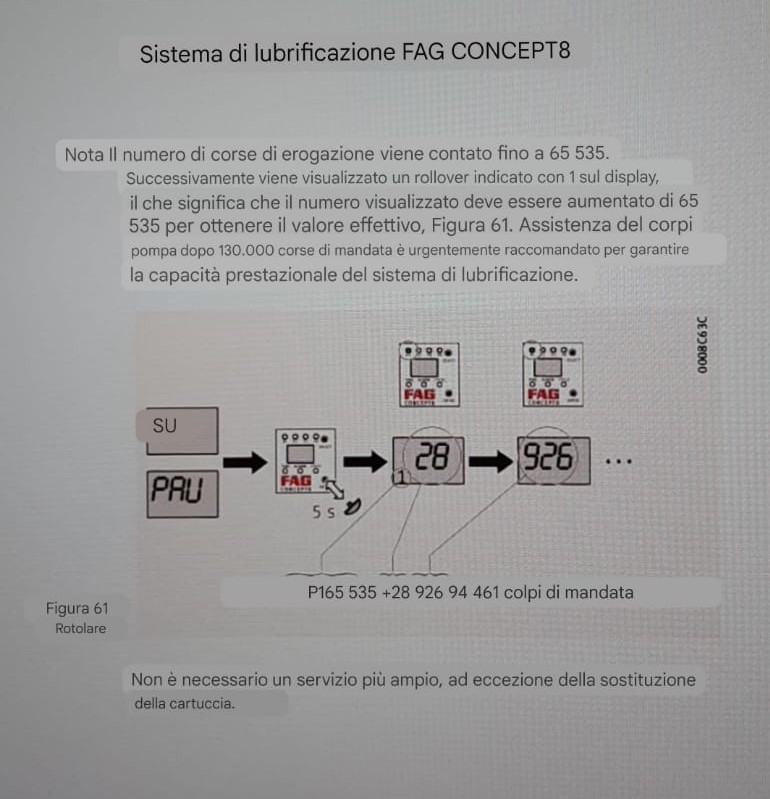 Sistema di lubrificazione FAG CONCEPT8
Nota Il numero di corse di erogazione viene contato fino a 65 535.
Successivamente viene visualizzato un rollover indicato con 1 sul display,
il che significa che il numero visualizzato deve essere aumentato di 65
535 per ottenere il valore effettivo, Figura 61. Assistenza del corpi
pompa dopo 130.000 corse di mandata è urgentemente raccomandato per garantire
la capacità prestazionale del sistema di lubrificazione.
0008C63C
FAG
FAG
SU
PAU
FAG
28
1
926
...
5 s
P165 535 +28 926 94 461 colpi di mandata
Figura 61
Rotolare
Non è necessario un servizio più ampio, ad eccezione della sostituzione
della cartuccia.